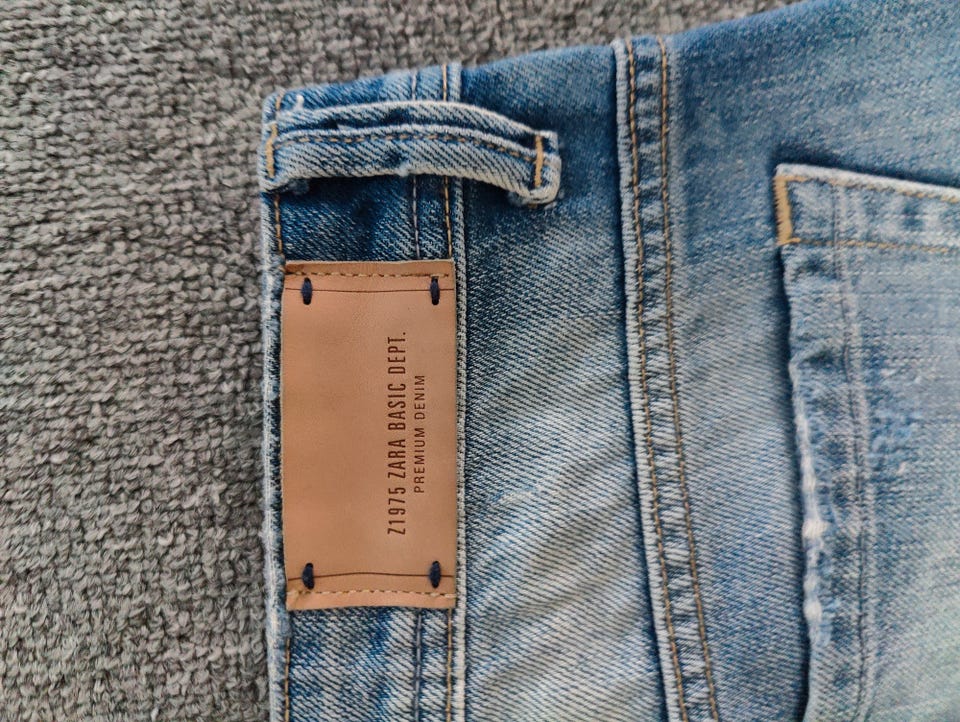 Z1975 ZARA BASIC DEPT.
PREMIUM DENIM